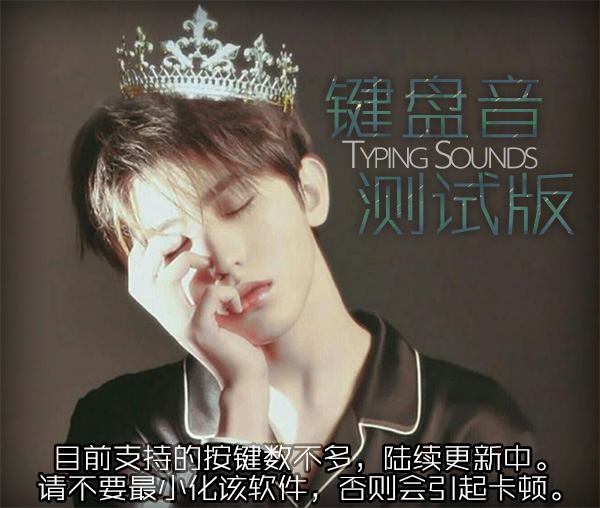 键盘音
TYPING SOUNDS
测试版
目前支持的按键数不多，陆续更新中。
请不要最小化该软件，否则会引起卡顿。